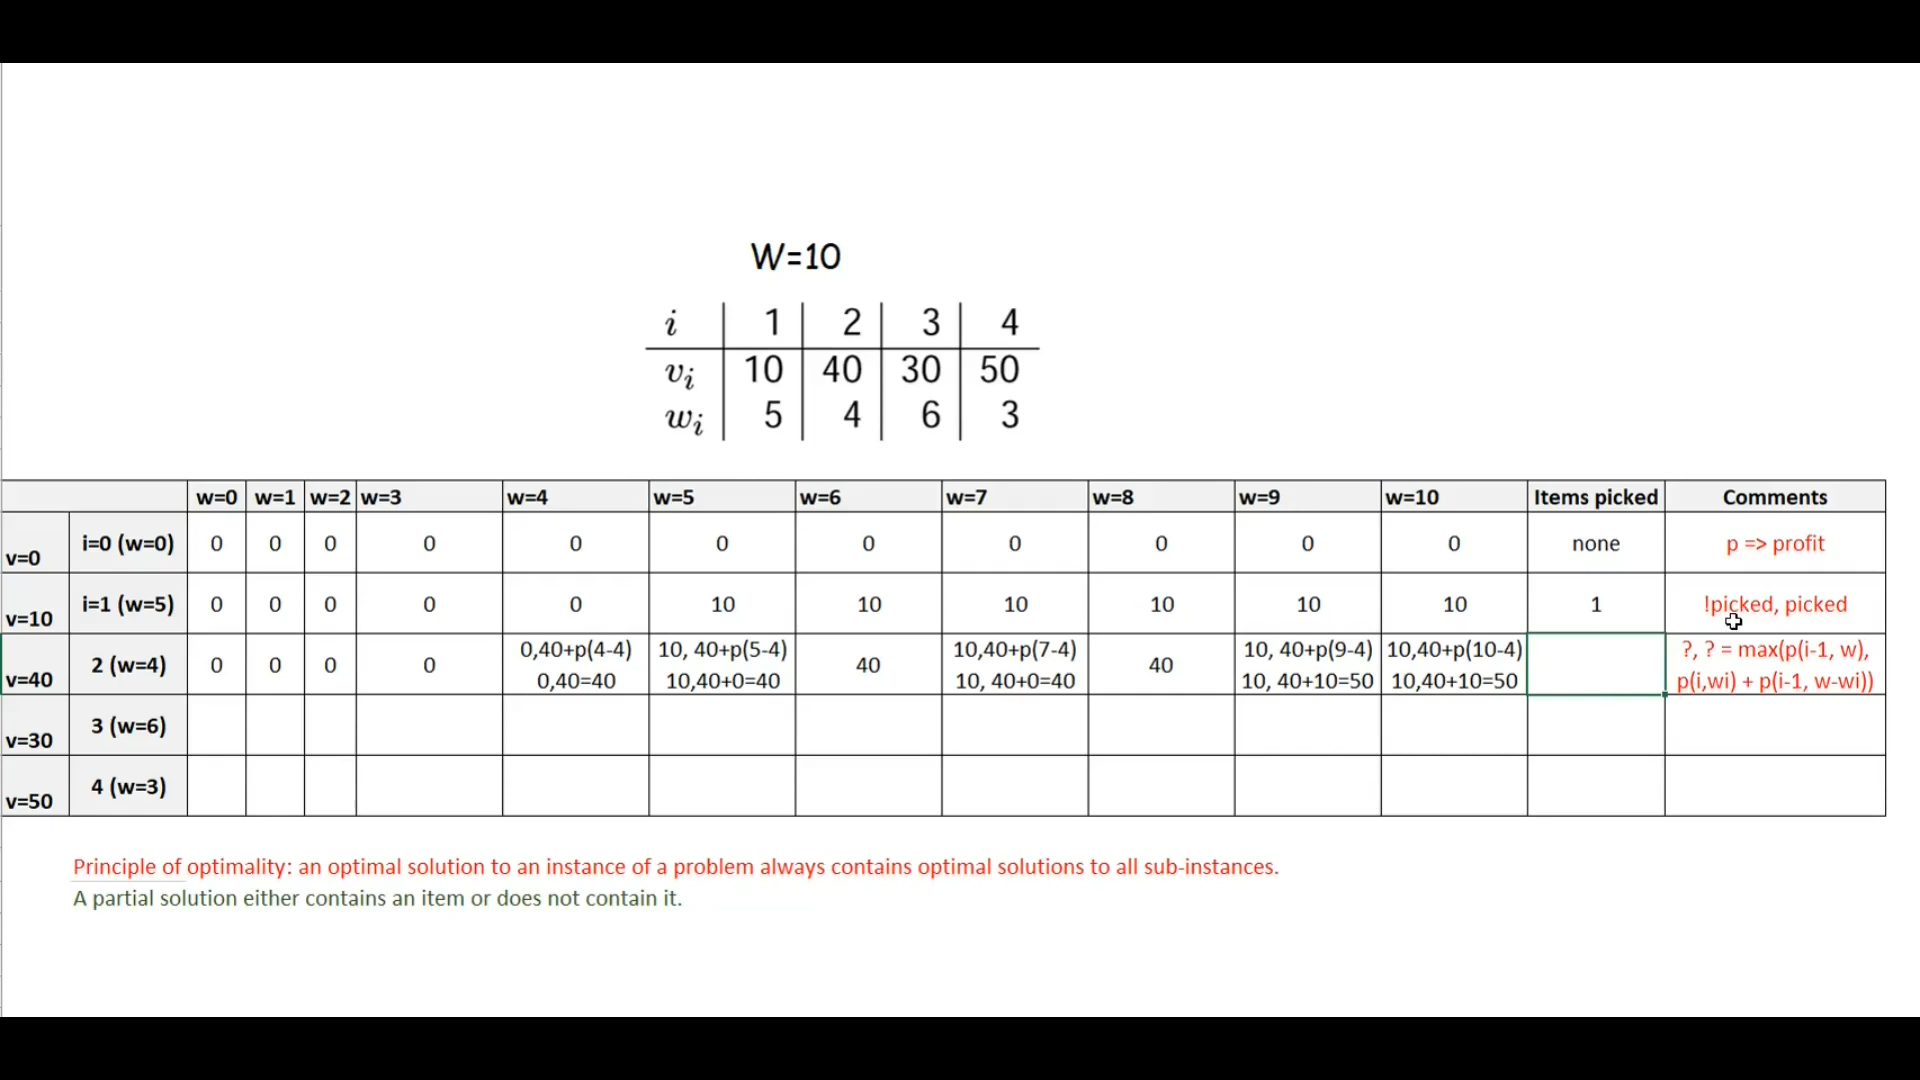 W=10
i 1 2 3 4
vi 10 40 30 50
wi 5 4 6 3
w=0 w=1 w=2 w=3 w=4 w=5 w=6 w=7 w=8 w=9 w=10 Items picked Comments
v=0 i=0 (w=0) 0 0 0 0 0 0 0 0 0 0 0 none p => profit
v=10 i=1 (w=5) 0 0 0 0 0 10 10 10 10 10 10 1 !picked, picked
0,40+p(4-4) 10, 40+p(5-4) 10,40+p(7-4) 10, 40+p(9-4) 10,40+p(10-4) ?, ? = max(p(i-1, w),
v=40 2 (w=4) 0 0 0 0 40 40
0,40=40 10,40+0=40 10, 40+0=40 10, 40+10=50 10,40+10=50 p(i,wi) + p(i-1, w-wi))
v=30 3 (w=6)
v=50 4 (w=3)
Principle of optimality: an optimal solution to an instance of a problem always contains optimal solutions to all sub-instances.
A partial solution either contains an item or does not contain it.